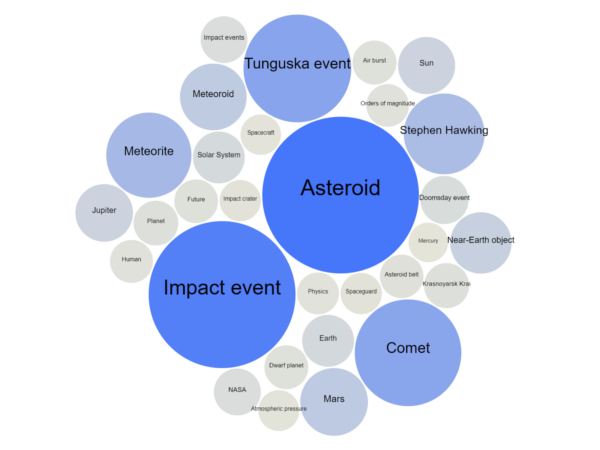 Impact events
Tunguska event
Air burst
Sun
Meteoroid
Orders of magnitude
Stephen Hawking
Spacecraft
Meteorite
Solar System
Asteroid
Future
Impact crater
Doomsday event
Jupiter
Planet
Mercury
Near-Earth object
Human
Asteroid belt
Krasnoyarsk Krai
Impact event
Physics
Spaceguard
Earth
Comet
Dwarf planet
NASA
Mars
Atmospheric pressure